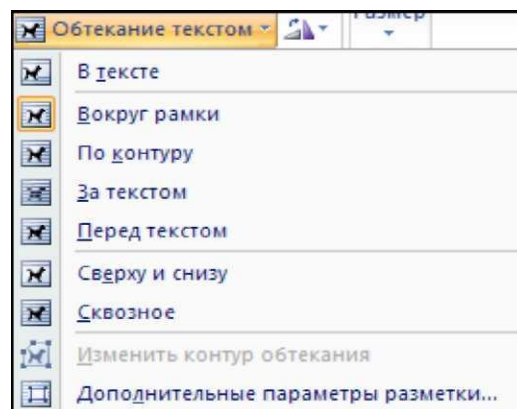 Обтекание текстом
Размер
В тексте
Вокруг рамки
По контуру
За текстом
Перед текстом
Сверху и снизу
Сквозное
Изменить контур обтекания
Дополнительные параметры разметки...